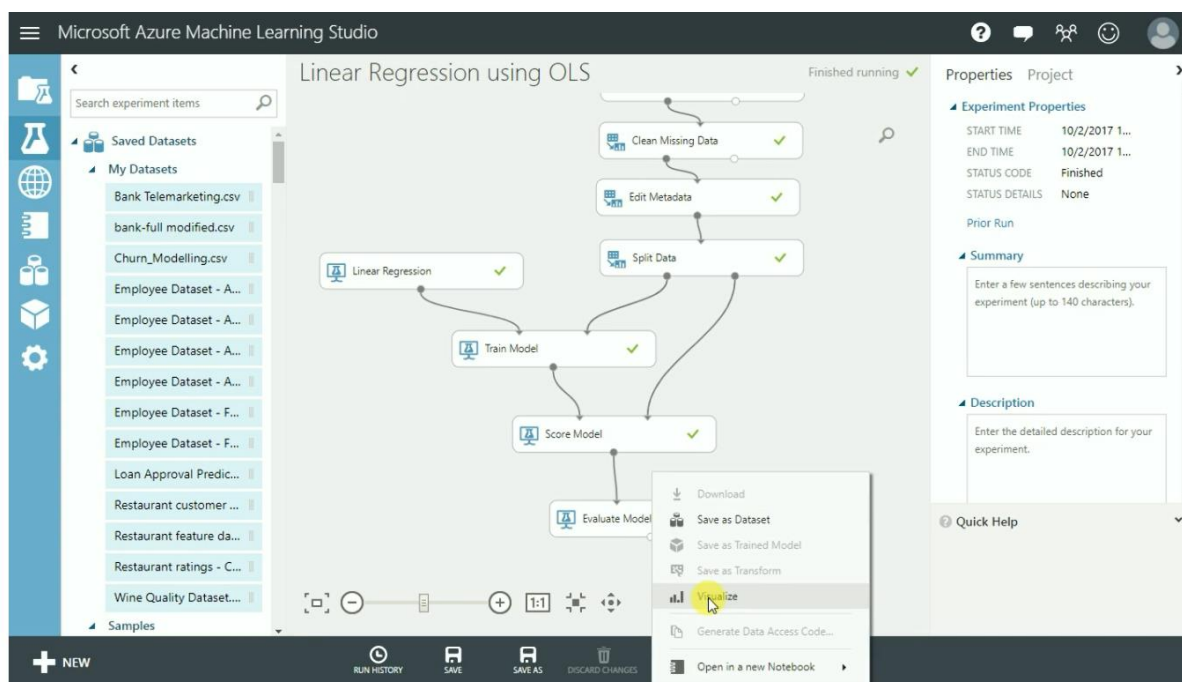 Microsoft Azure Machine Learning Studio
Search experiment items
Saved Datasets
My Datasets
Bank Telemarketing.csv
bank-full modified.csv
Churn_Modelling.csv
Employee Dataset - A...
Employee Dataset - A...
Employee Dataset - A...
Employee Dataset - A...
Employee Dataset - F...
Employee Dataset - F...
Loan Approval Predic...
Restaurant customer ...
Restaurant feature da...
Restaurant ratings - C...
Wine Quality Dataset....
Samples
Linear Regression using OLS
Finished running
Clean Missing Data
Edit Metadata
Split Data
Linear Regression
Train Model
Score Model
Evaluate Model
Download
Save as Dataset
Save as Trained Model
Save as Transform
Visualize
Generate Data Access Code...
Open in a new Notebook
1:1
Properties Project
Experiment Properties
START TIME 10/2/2017 1...
END TIME 10/2/2017 1...
STATUS CODE Finished
STATUS DETAILS None
Prior Run
Summary
Enter a few sentences describing your
experiment (up to 140 characters).
Description
Enter the detailed description for your
experiment.
Quick Help
NEW
RUN HISTORY
SAVE
SAVE AS
DISCARD CHANGES